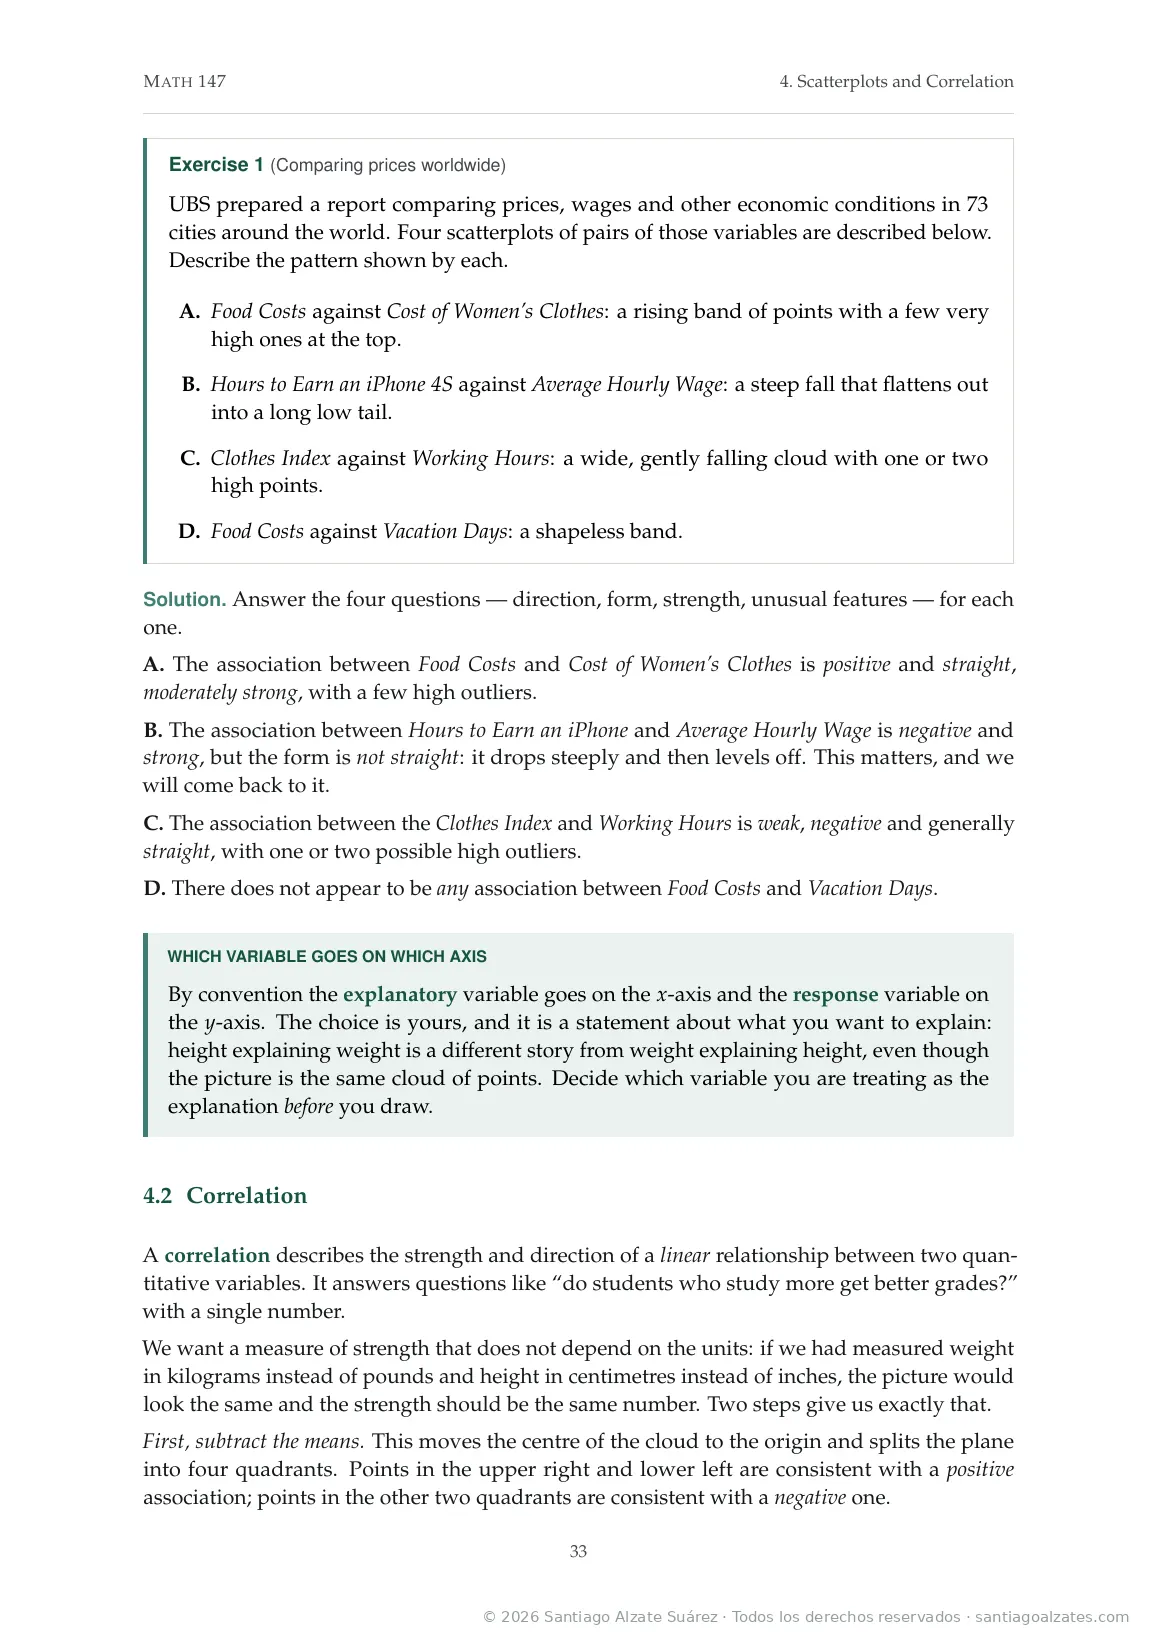 MATH 147
4. Scatterplots and Correlation
Exercise 1 (Comparing prices worldwide)
UBS prepared a report comparing prices, wages and other economic conditions in 73
cities around the world. Four scatterplots of pairs of those variables are described below.
Describe the pattern shown by each.
A. Food Costs against Cost of Women's Clothes: a rising band of points with a few very
high ones at the top.
B. Hours to Earn an iPhone 4S against Average Hourly Wage: a steep fall that flattens out
into a long low tail.
C. Clothes Index against Working Hours: a wide, gently falling cloud with one or two
high points.
D. Food Costs against Vacation Days: a shapeless band.
Solution. Answer the four questions — direction, form, strength, unusual features — for each
one.
A. The association between Food Costs and Cost of Women's Clothes is positive and straight,
moderately strong, with a few high outliers.
B. The association between Hours to Earn an iPhone and Average Hourly Wage is negative and
strong, but the form is not straight: it drops steeply and then levels off. This matters, and we
will come back to it.
C. The association between the Clothes Index and Working Hours is weak, negative and generally
straight, with one or two possible high outliers.
D. There does not appear to be any association between Food Costs and Vacation Days.
WHICH VARIABLE GOES ON WHICH AXIS
By convention the explanatory variable goes on the x-axis and the response variable on
the y-axis. The choice is yours, and it is a statement about what you want to explain:
height explaining weight is a different story from weight explaining height, even though
the picture is the same cloud of points. Decide which variable you are treating as the
explanation before you draw.
4.2 Correlation
A correlation describes the strength and direction of a linear relationship between two quan-
titative variables. It answers questions like “do students who study more get better grades?”
with a single number.
We want a measure of strength that does not depend on the units: if we had measured weight
in kilograms instead of pounds and height in centimetres instead of inches, the picture would
look the same and the strength should be the same number. Two steps give us exactly that.
First, subtract the means. This moves the centre of the cloud to the origin and splits the plane
into four quadrants. Points in the upper right and lower left are consistent with a positive
association; points in the other two quadrants are consistent with a negative one.
33
© 2026 Santiago Alzate Suárez · Todos los derechos reservados · santiagoalzates.com